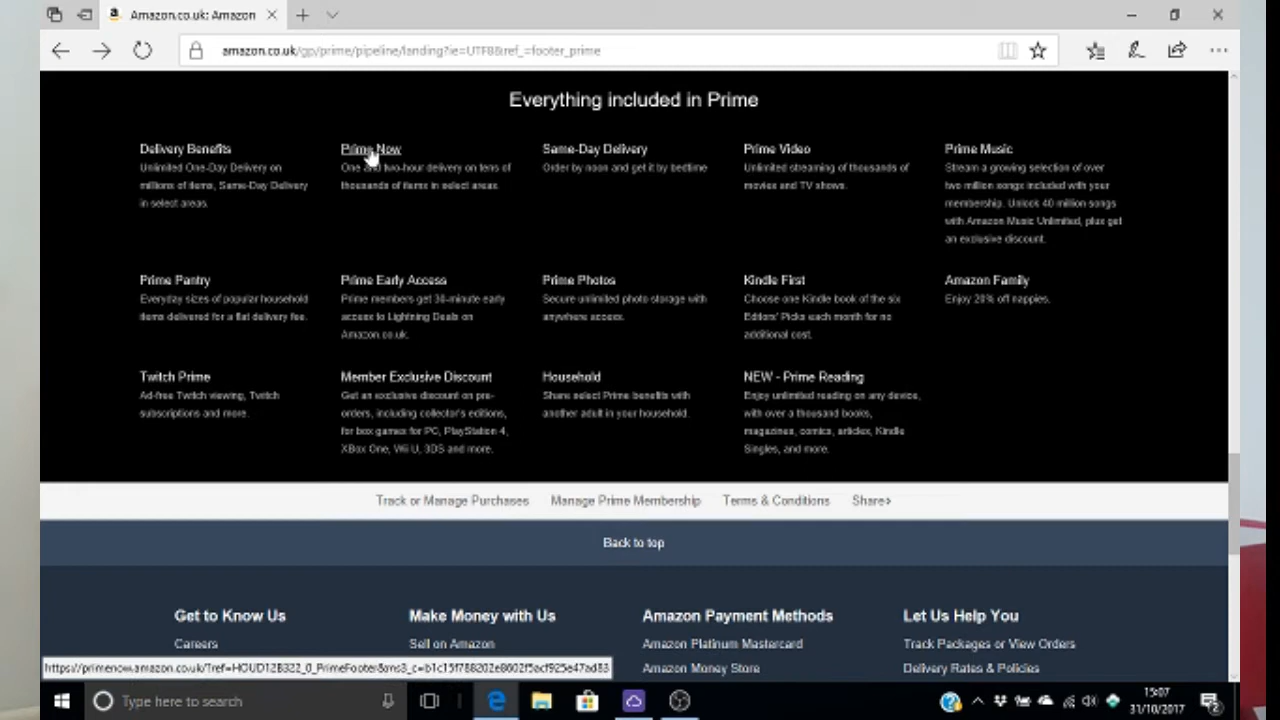 Amazon.co.uk: Amazon
amazon.co.uk/gp/prime/pipeline/landing?ie=UTF8&ref_=footer_prime
Everything included in Prime
Delivery Benefits
Unlimited One-Day Delivery on
millions of items, Same-Day Delivery
in select areas.
Prime Now
One and two-hour delivery on tens of
thousands of items in select areas.
Same-Day Delivery
Order by noon and get it by bedtime
Prime Video
Unlimited streaming of thousands of
movies and TV shows.
Prime Music
Stream a growing selection of over
two million songs included with your
membership. Unlock 40 million songs
with Amazon Music Unlimited, plus get
an exclusive discount.
Prime Pantry
Everyday sizes of popular household
items delivered for a flat delivery fee.
Prime Early Access
Prime members get 30-minute early
access to Lightning Deals on
Amazon.co.uk.
Prime Photos
Secure unlimited photo storage with
anywhere access.
Kindle First
Choose one Kindle book of the six
Editors' Picks each month for no
additional cost.
Amazon Family
Enjoy 20% off nappies.
Twitch Prime
Ad-free Twitch viewing, Twitch
subscriptions and more.
Member Exclusive Discount
Get an exclusive discount on pre-
orders, including collector's editions,
for box games for PC, PlayStation 4,
XBox One, Wii U, 3DS and more.
Household
Share select Prime benefits with
another adult in your household.
NEW - Prime Reading
Enjoy unlimited reading on any device,
with over a thousand books,
magazines, comics, articles, Kindle
Singles, and more.
Track or Manage Purchases Manage Prime Membership Terms & Conditions Share
Back to top
Get to Know Us Make Money with Us Amazon Payment Methods Let Us Help You
Careers Sell on Amazon Amazon Platinum Mastercard Track Packages or View Orders
Amazon Money Store Delivery Rates & Policies
Type here to search
15:07
31/10/2017